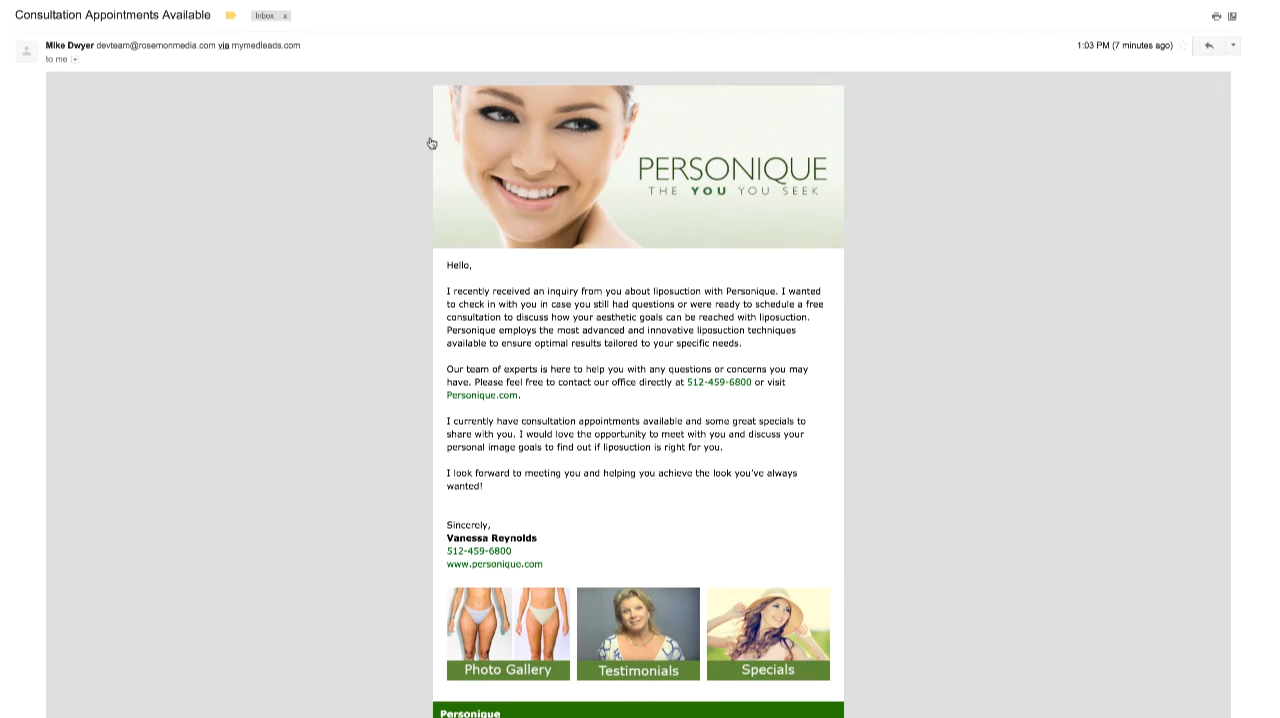 Consultation Appointments Available
Inbox x
Mike Dwyer devteam@rosemonmedia.com via mymedleads.com
1:03 PM (7 minutes ago)
to me
PERSONIQUE
THE YOU YOU SEEK
Hello,
I recently received an inquiry from you about liposuction with Personique. I wanted
to check in with you in case you still had questions or were ready to schedule a free
consultation to discuss how your aesthetic goals can be reached with liposuction.
Personique employs the most advanced and innovative liposuction techniques
available to ensure optimal results tailored to your specific needs.
Our team of experts is here to help you with any questions or concerns you may
have. Please feel free to contact our office directly at 512-459-6800 or visit
Personique.com.
I currently have consultation appointments available and some great specials to
share with you. I would love the opportunity to meet with you and discuss your
personal image goals to find out if liposuction is right for you.
I look forward to meeting you and helping you achieve the look you've always
wanted!
Sincerely,
Vanessa Reynolds
512-459-6800
www.personique.com
Photo Gallery
Testimonials
Specials
Personique